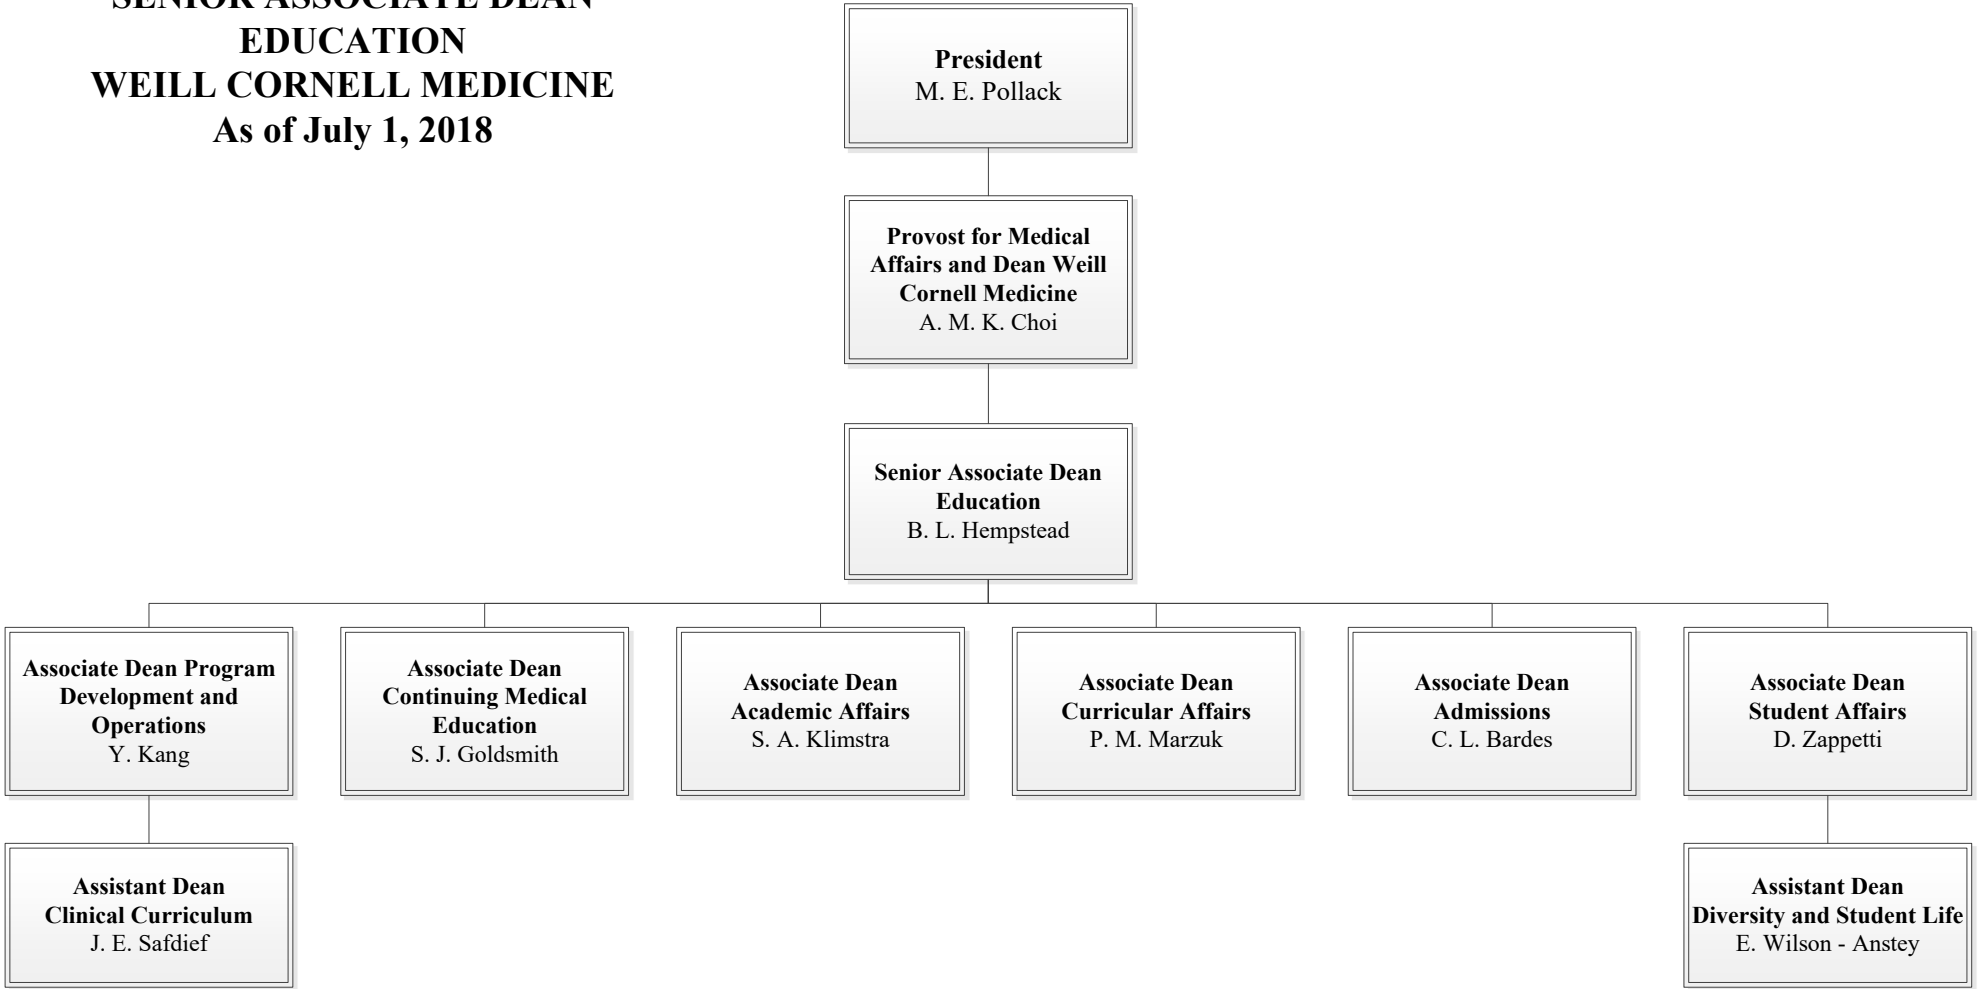 SENIOR ASSOCIATE DEAN
EDUCATION
WEILL CORNELL MEDICINE
As of July 1, 2018
President
M. E. Pollack
Provost for Medical
Affairs and Dean Weill
Cornell Medicine
A. M. K. Choi
Senior Associate Dean
Education
B. L. Hempstead
Associate Dean Program
Development and
Operations
Y. Kang
Associate Dean
Continuing Medical
Education
S. J. Goldsmith
Associate Dean
Academic Affairs
S. A. Klimstra
Associate Dean
Curricular Affairs
P. M. Marzuk
Associate Dean
Admissions
C. L. Bardes
Associate Dean
Student Affairs
D. Zappetti
Assistant Dean
Clinical Curriculum
J. E. Safdief
Assistant Dean
Diversity and Student Life
E. Wilson - Anstey